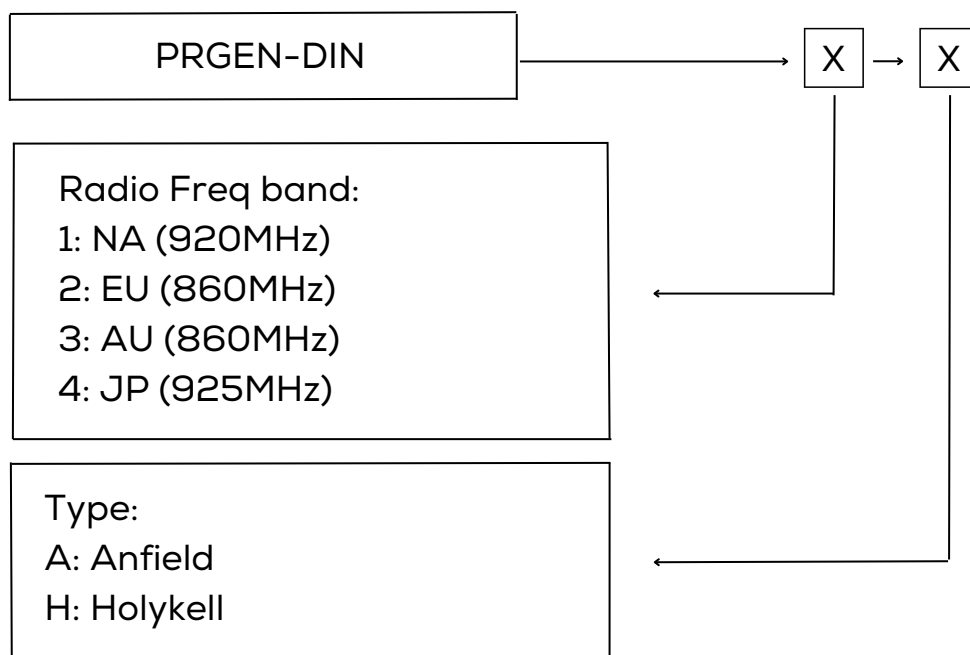 PRGEN-DIN
X
X
Radio Freq band:
1: NA (920MHz)
2: EU (860MHz)
3: AU (860MHz)
4: JP (925MHz)
Type:
A: Anfield
H: Holykell